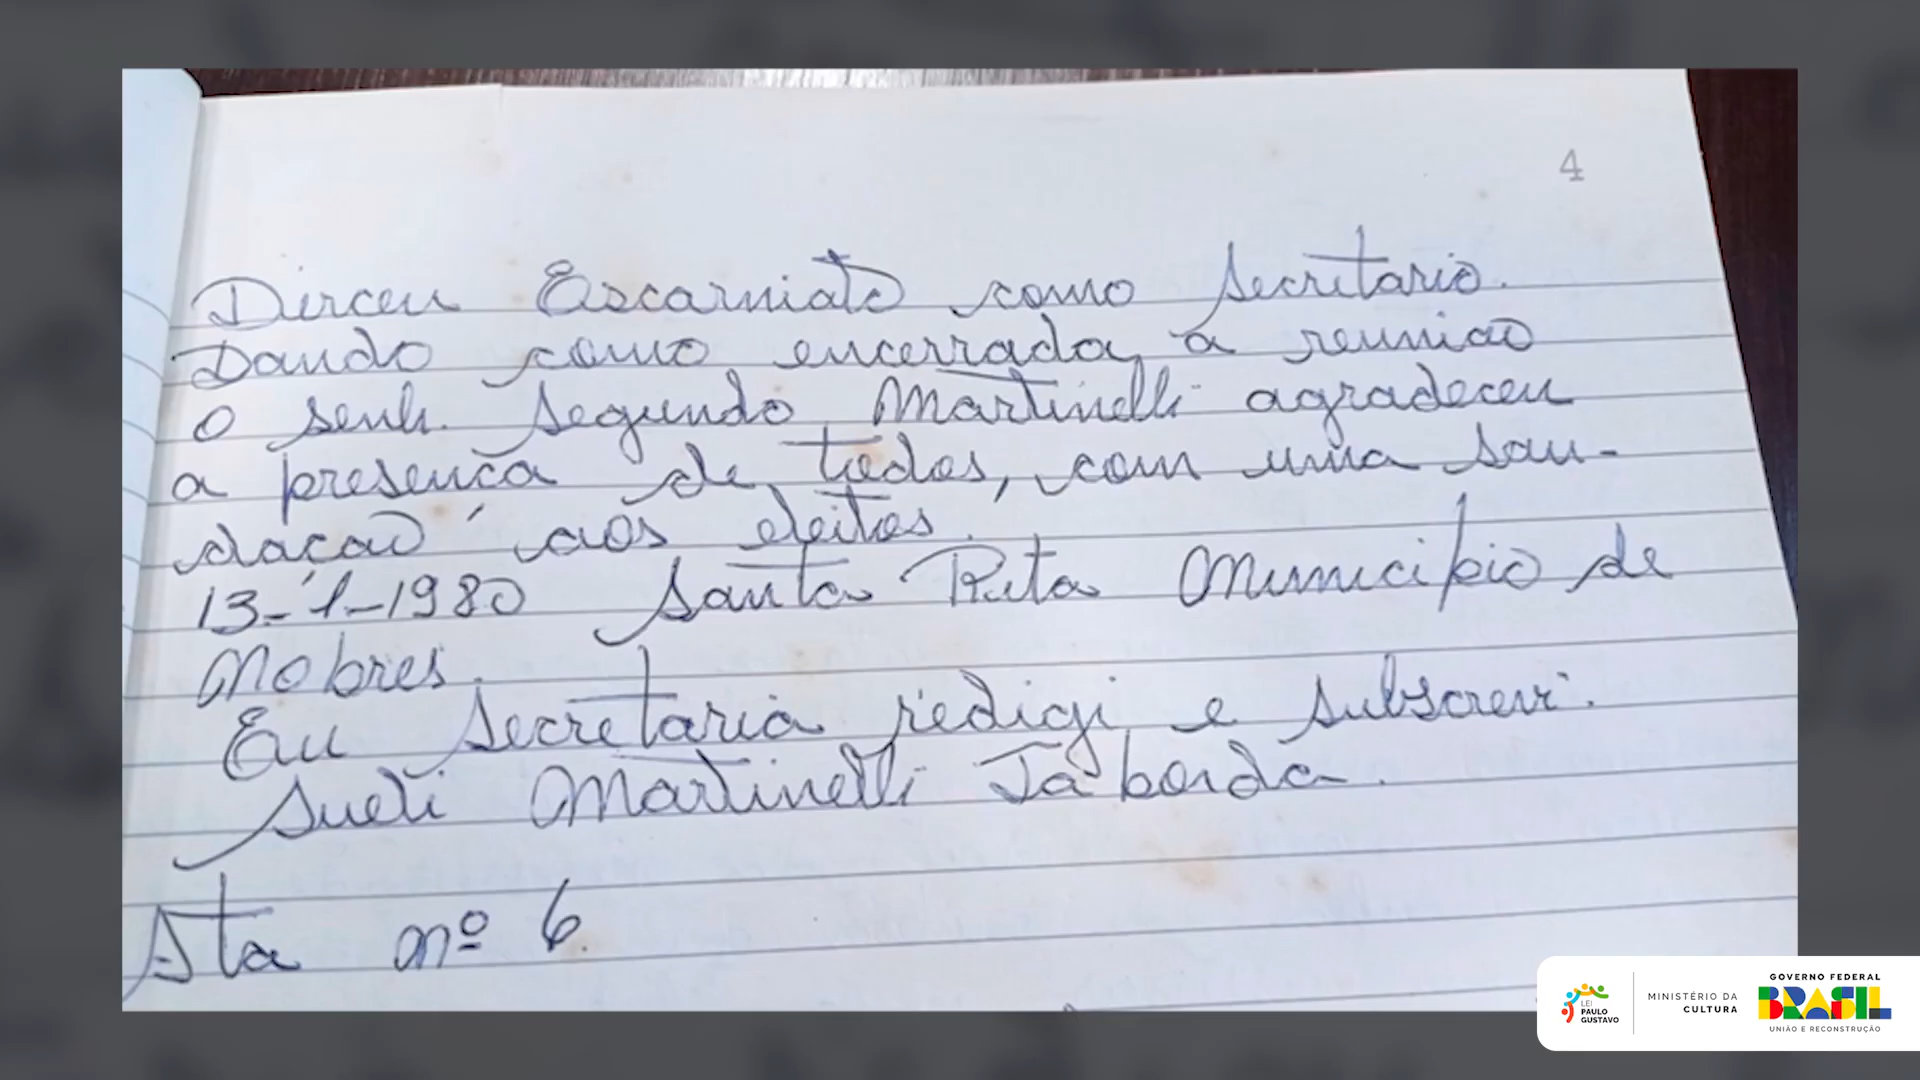 4
Dirceu Escarniato como secretario.
Dando como encerrada, a reunião
o senh. Segundo Martinelli agradeceu
a presença de todos, com uma sau-
dação aos eleitos.
13-1-1980 Santa Rita Municipio de
Nobres.
Eu Secretaria redigi e subscrevi.
Sueli Martinelli Taborda.
Ata nº 6.
LEI
PAULO
GUSTAVO
MINISTÉRIO DA
CULTURA
GOVERNO FEDERAL
BRASIL
UNIÃO E RECONSTRUÇÃO